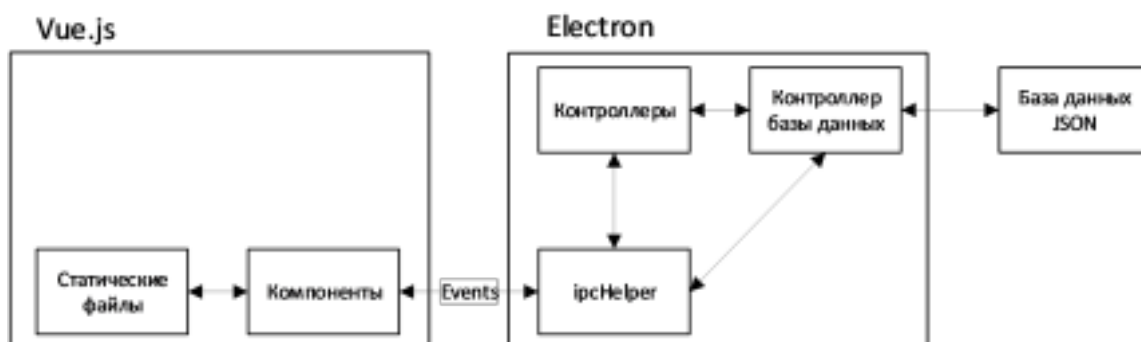 Vue.js
Electron
Контроллеры
Контроллер
базы данных
База данных
JSON
Статические
файлы
Компоненты
Events
ipcHelper